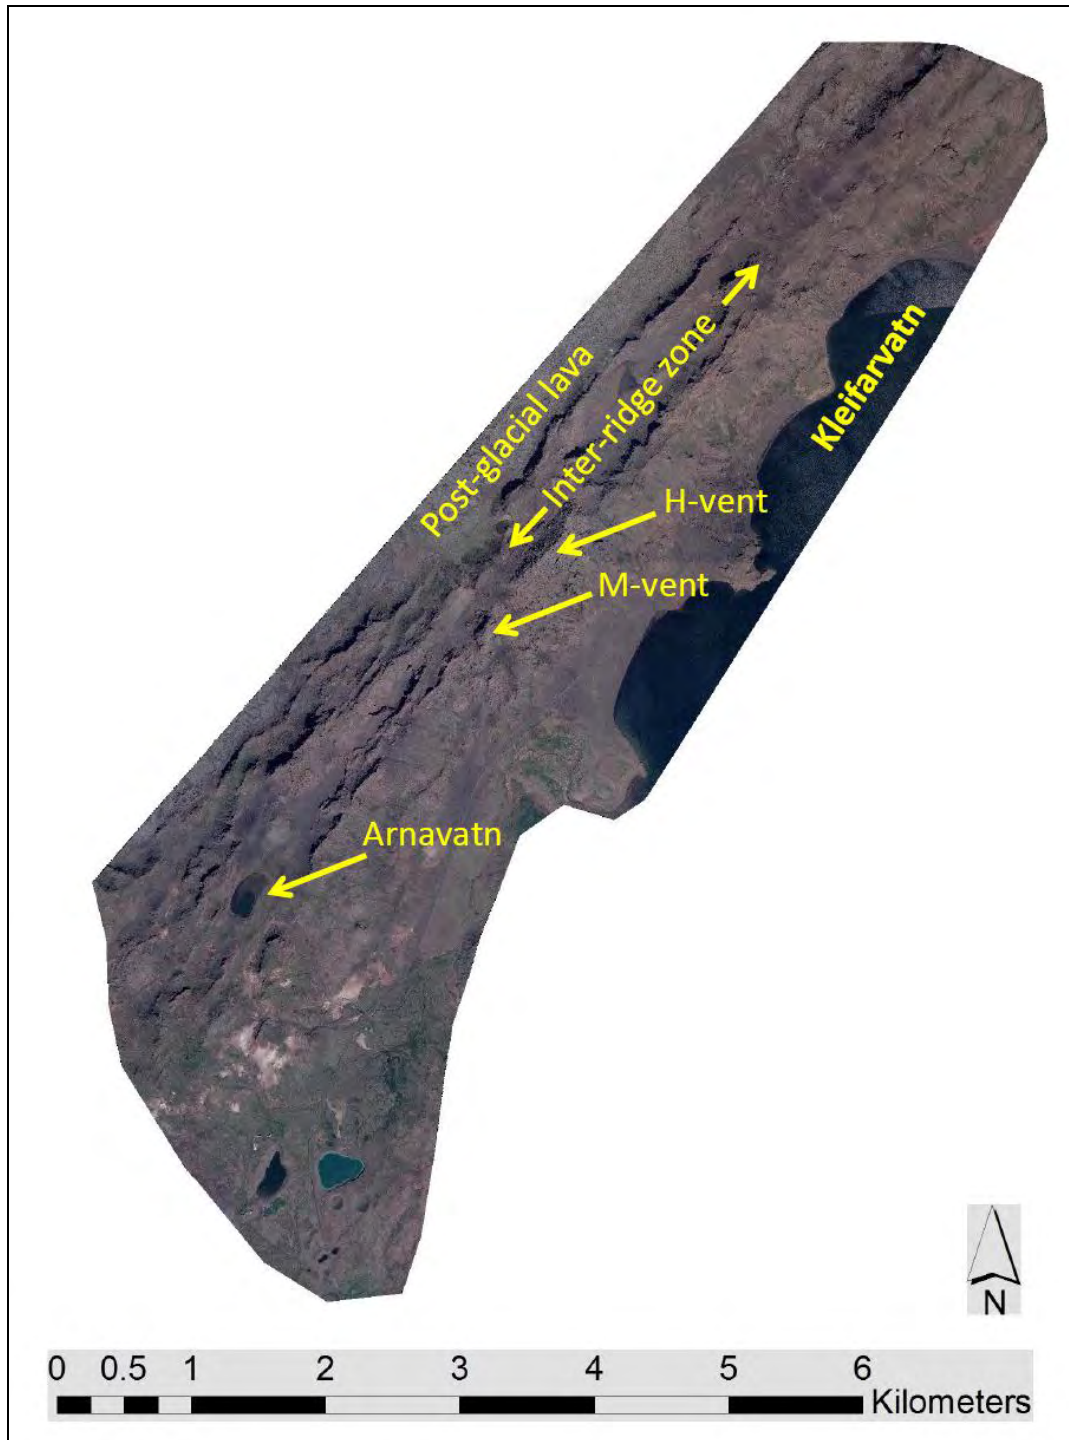 Post-glacial lava
Inter-ridge zone
Kleifarvatn
H-vent
M-vent
Arnavatn
N
0 0.5 1 2 3 4 5 6
Kilometers